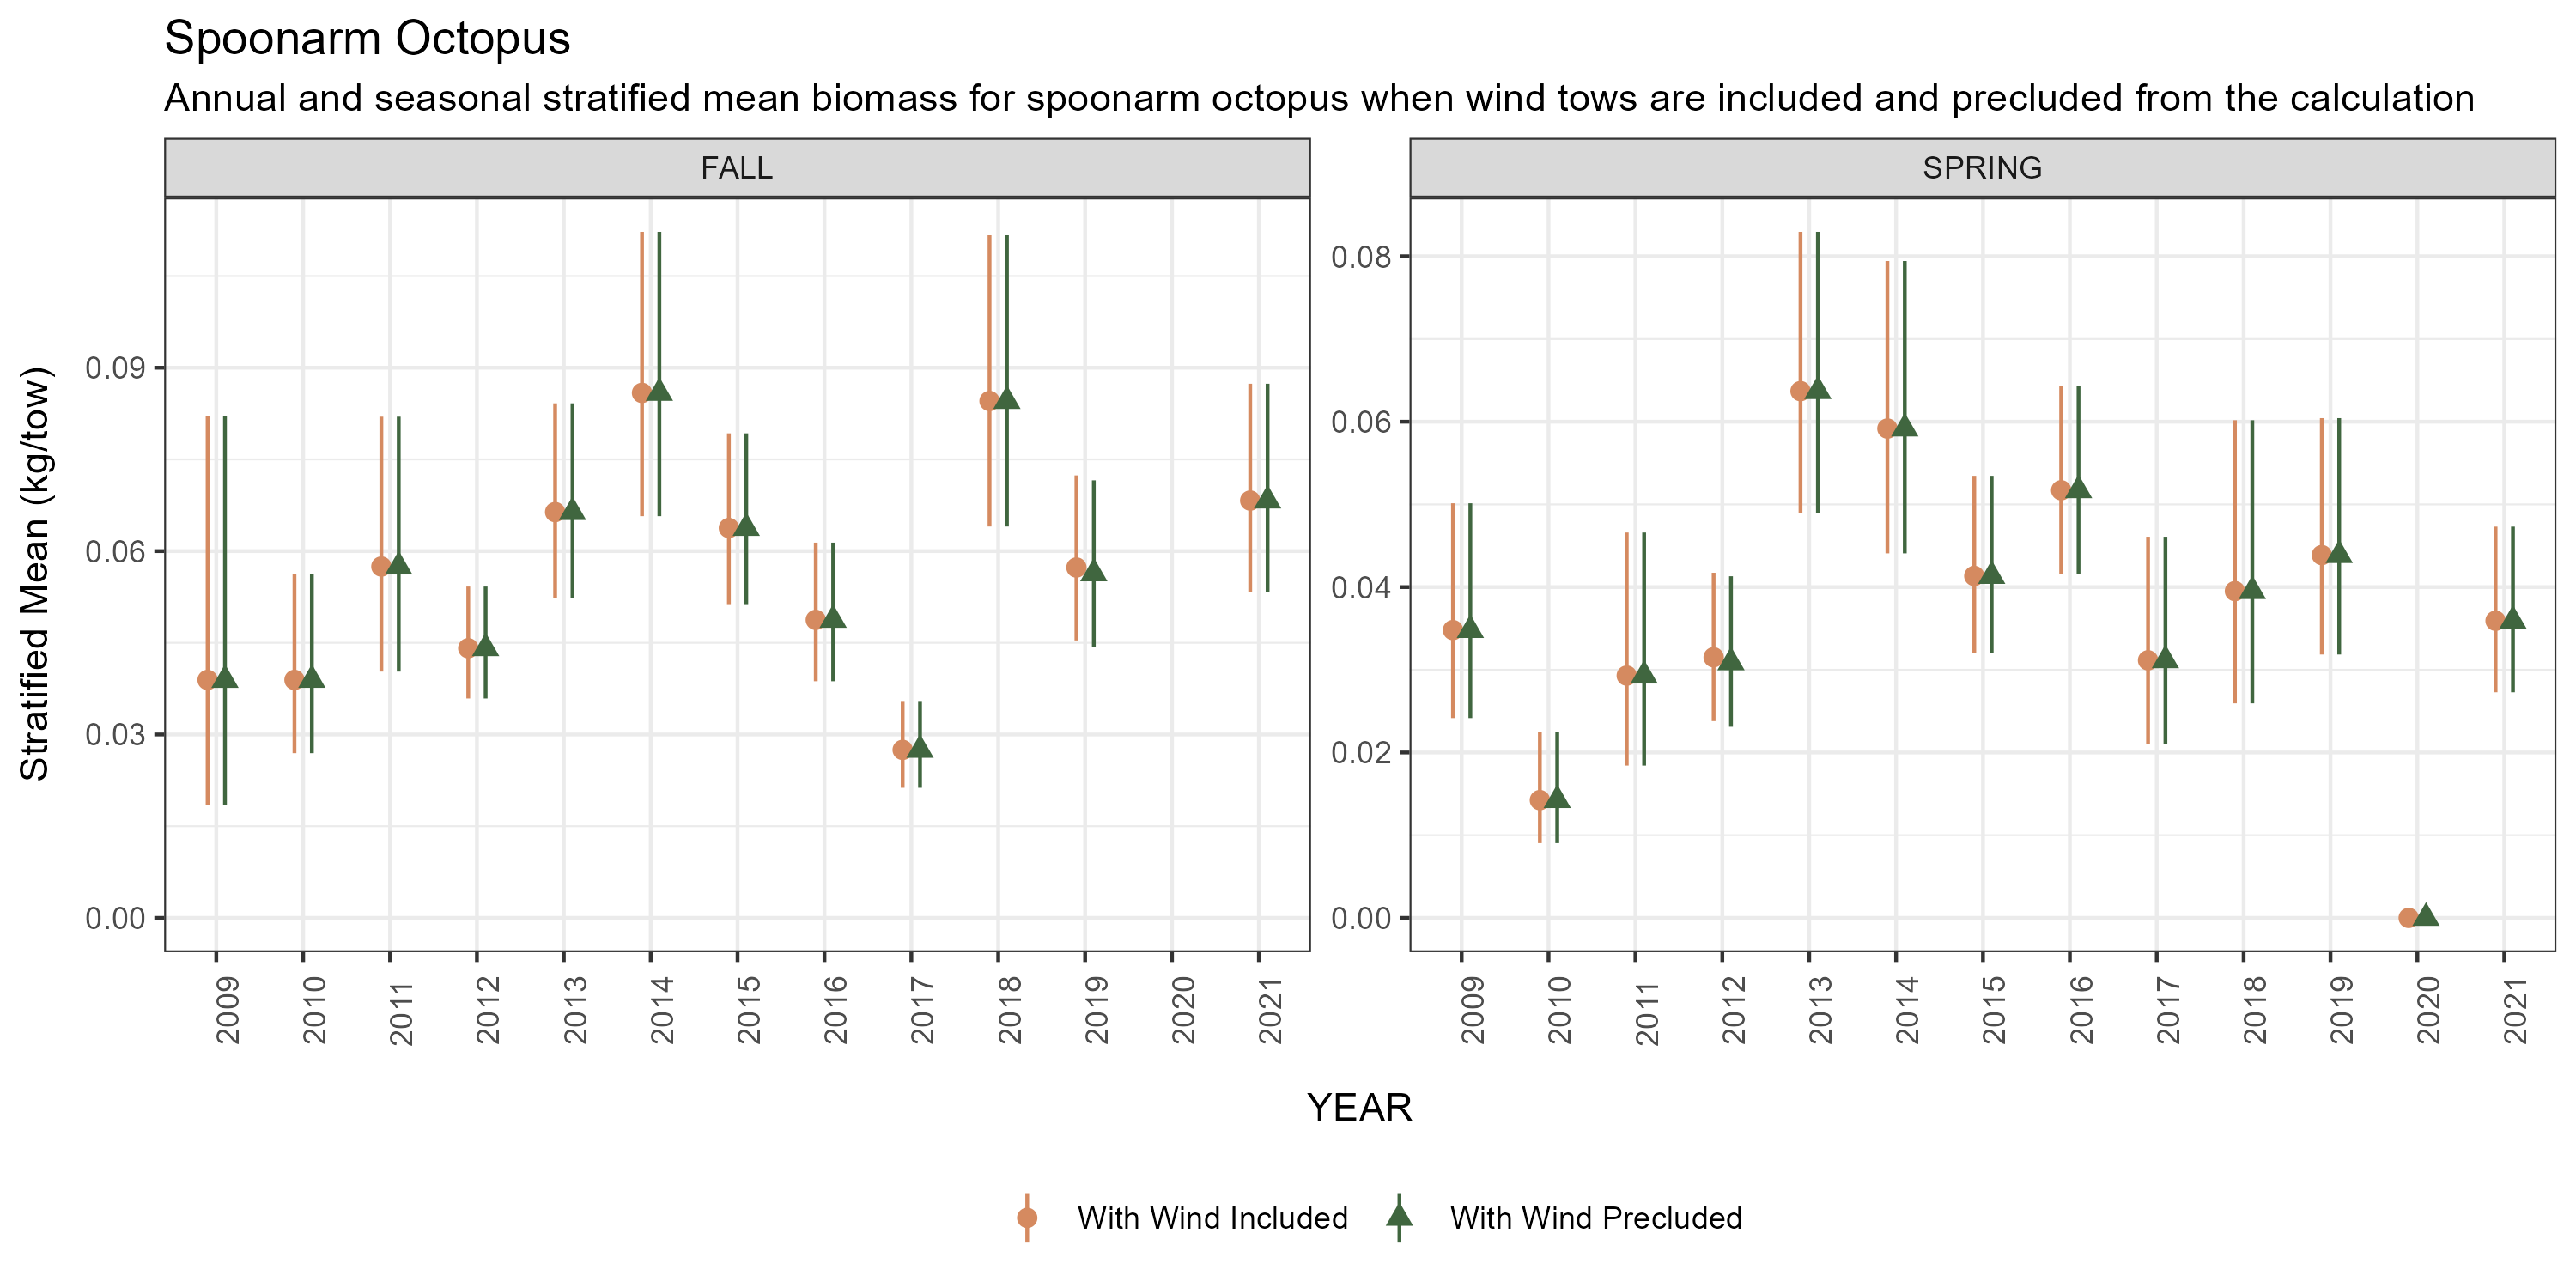 Spoonarm Octopus
Annual and seasonal stratified mean biomass for spoonarm octopus when wind tows are included and precluded from the calculation
FALL
SPRING
Stratified Mean (kg/tow)
0.09
0.06
0.03
0.00
0.08
0.06
0.04
0.02
0.00
2009 2010 2011 2012 2013 2014 2015 2016 2017 2018 2019 2020 2021
2009 2010 2011 2012 2013 2014 2015 2016 2017 2018 2019 2020 2021
YEAR
With Wind Included With Wind Precluded